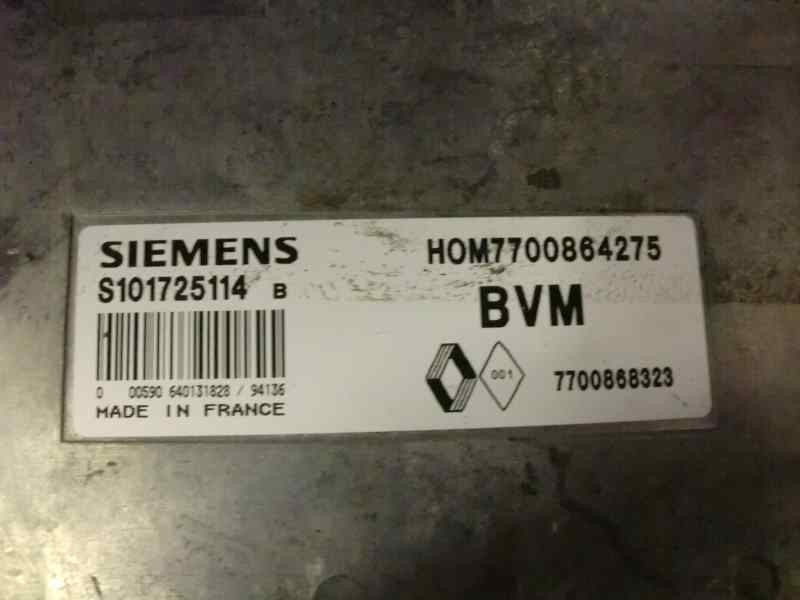 SIEMENS
HOM7700864275
S101725114 B
BVM
001
7700868323
0 00590 640131828 / 94136
MADE IN FRANCE